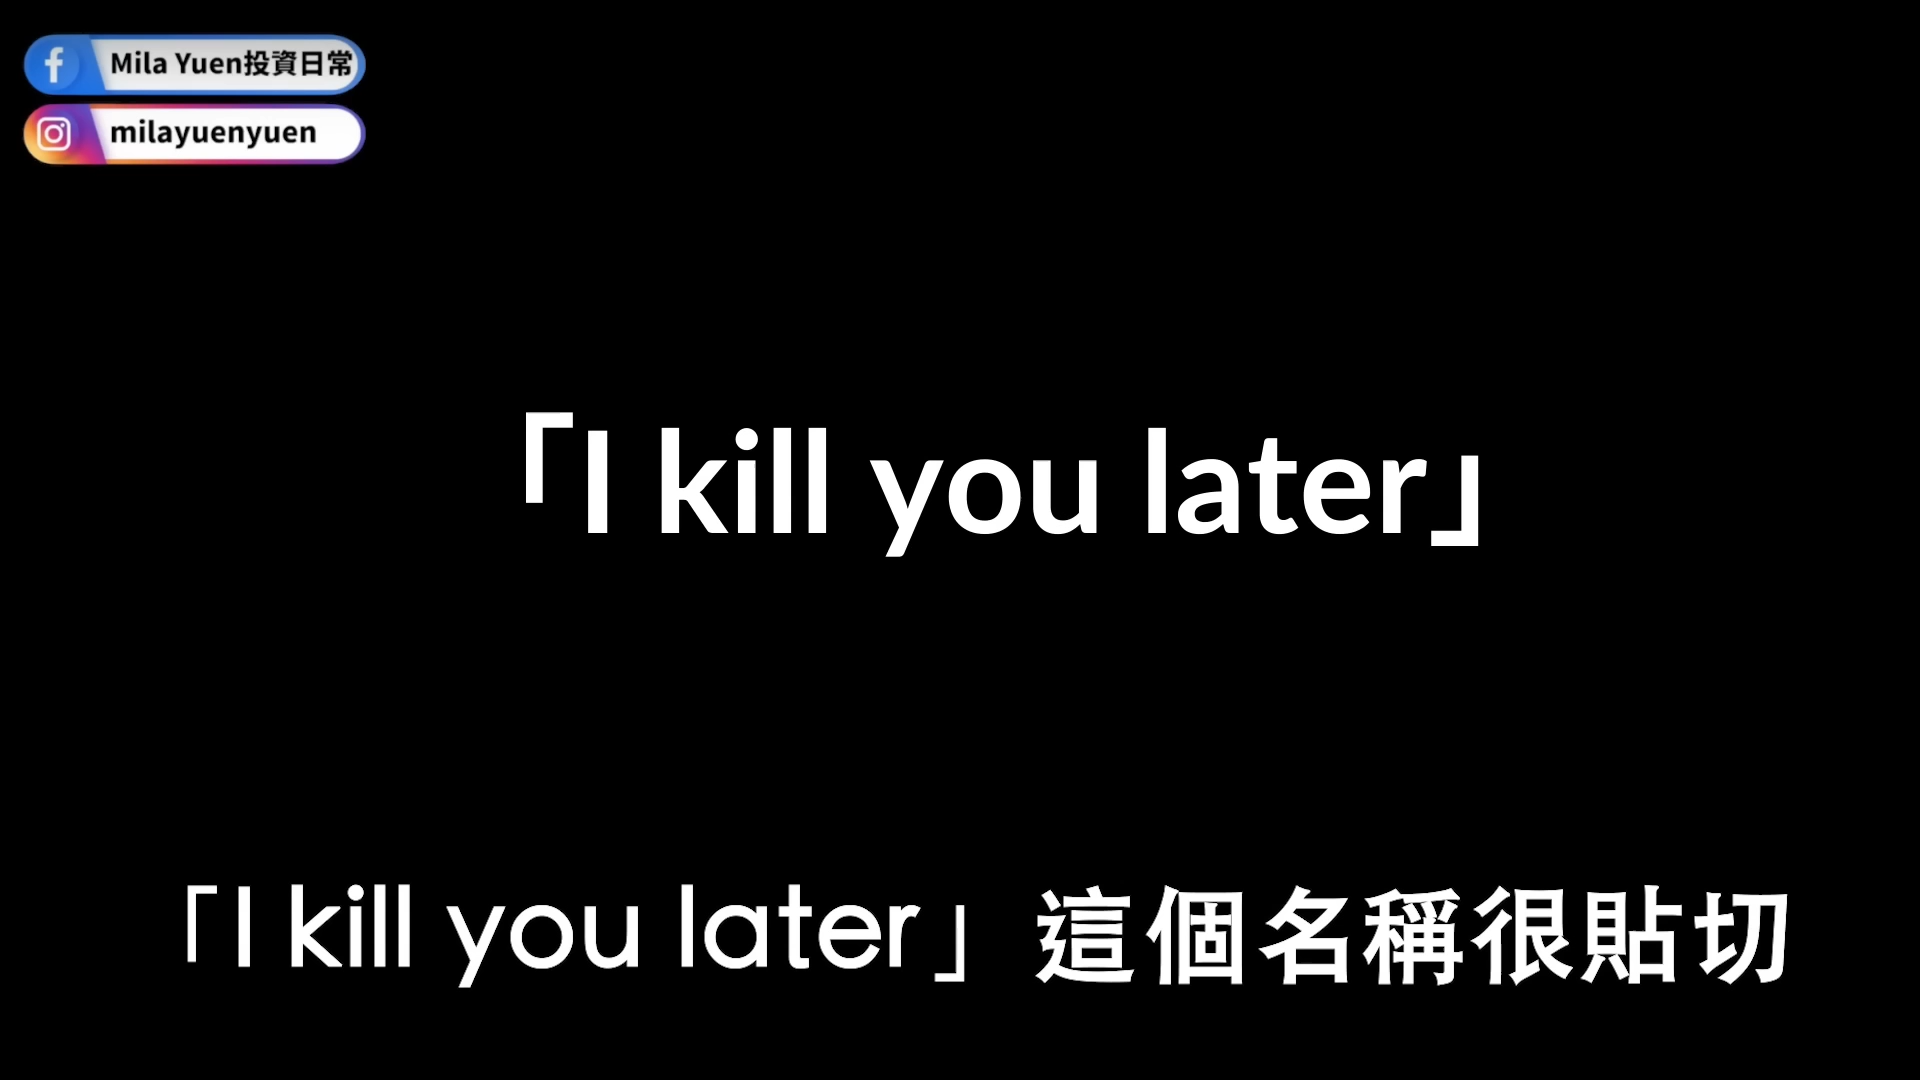 Mila Yuen投資日常
milayuenyuen
「I kill you later」
「I kill you later」這個名稱很貼切